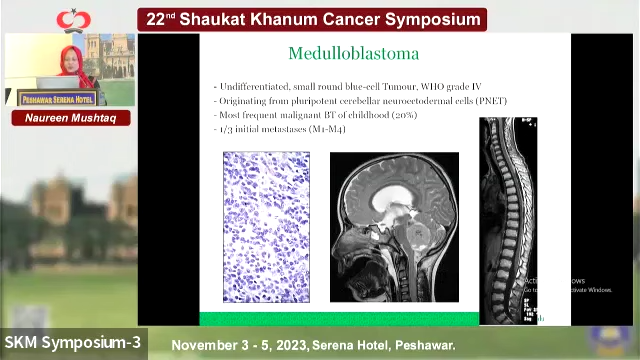 22nd Shaukat Khanum Cancer Symposium
Medulloblastoma
- Undifferentiated, small round blue-cell Tumour, WHO grade IV
- Originating from pluripotent cerebellar neuroectodermal cells (PNET)
- Most frequent malignant BT of childhood (20%)
- 1/3 initial metastases (M1-M4)
PESHAWAR SERENA HOTEL
Naureen Mushtaq
SKM Symposium-3
November 3 - 5, 2023, Serena Hotel, Peshawar.